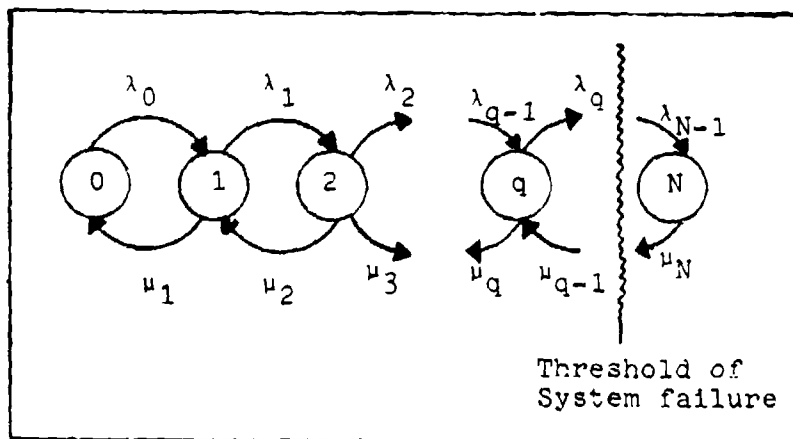 λ0 λ1 λ2 λq-1 λq λN-1
0 1 2 q N
μ1 μ2 μ3 μq μq-1 μN
Threshold of
System failure